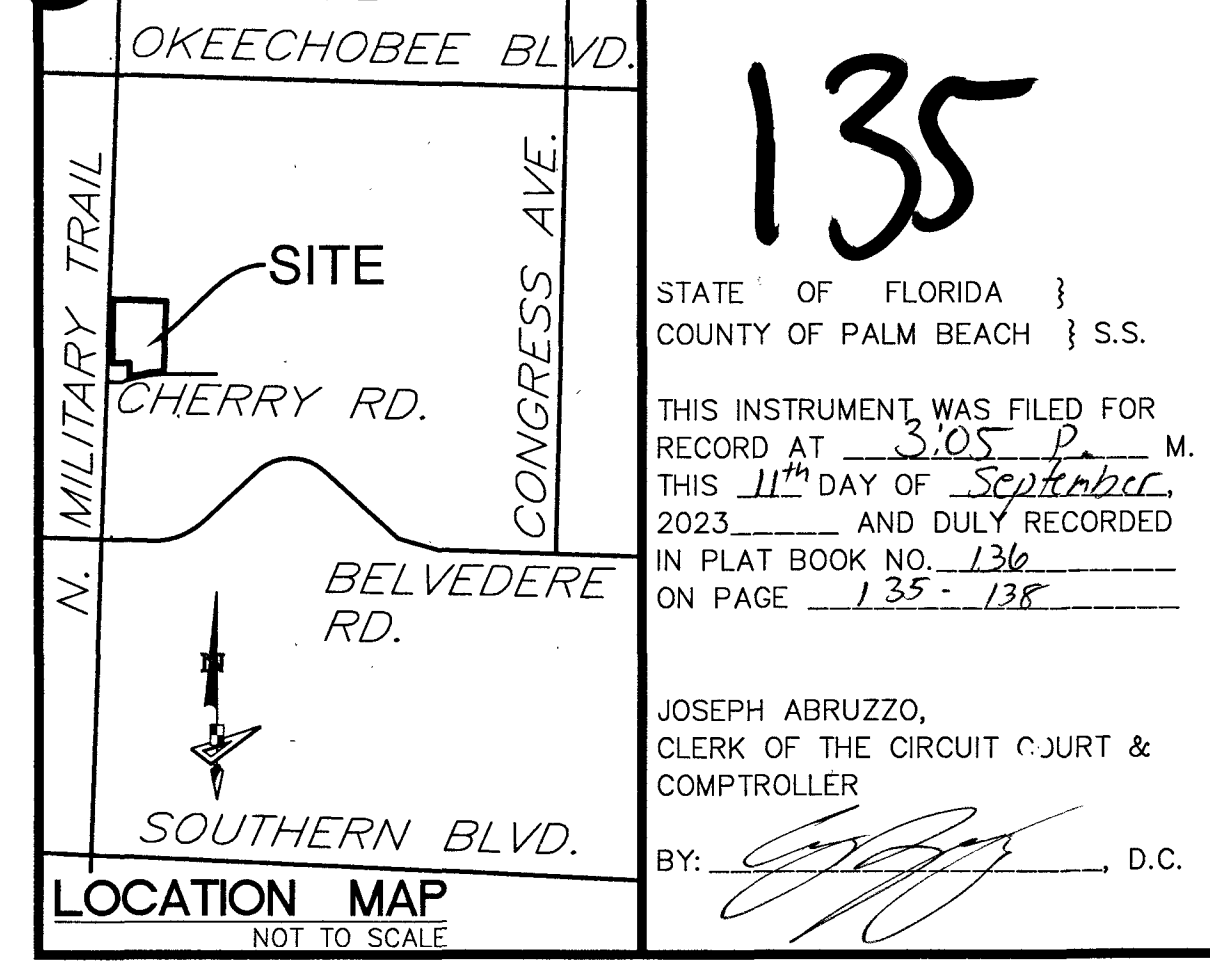 OKEECHOBEE BLVD.
N. MILITARY TRAIL
SITE
CONGRESS AVE.
CHERRY RD.
BELVEDERE
RD.
N
SOUTHERN BLVD.
LOCATION MAP
NOT TO SCALE
135
STATE OF FLORIDA }
COUNTY OF PALM BEACH } S.S.
THIS INSTRUMENT WAS FILED FOR
RECORD AT 3:05 P. M.
THIS 11th DAY OF September,
2023______ AND DULY RECORDED
IN PLAT BOOK NO. 136
ON PAGE 135 - 138
JOSEPH ABRUZZO,
CLERK OF THE CIRCUIT COURT &
COMPTROLLER
BY: ____________, D.C.